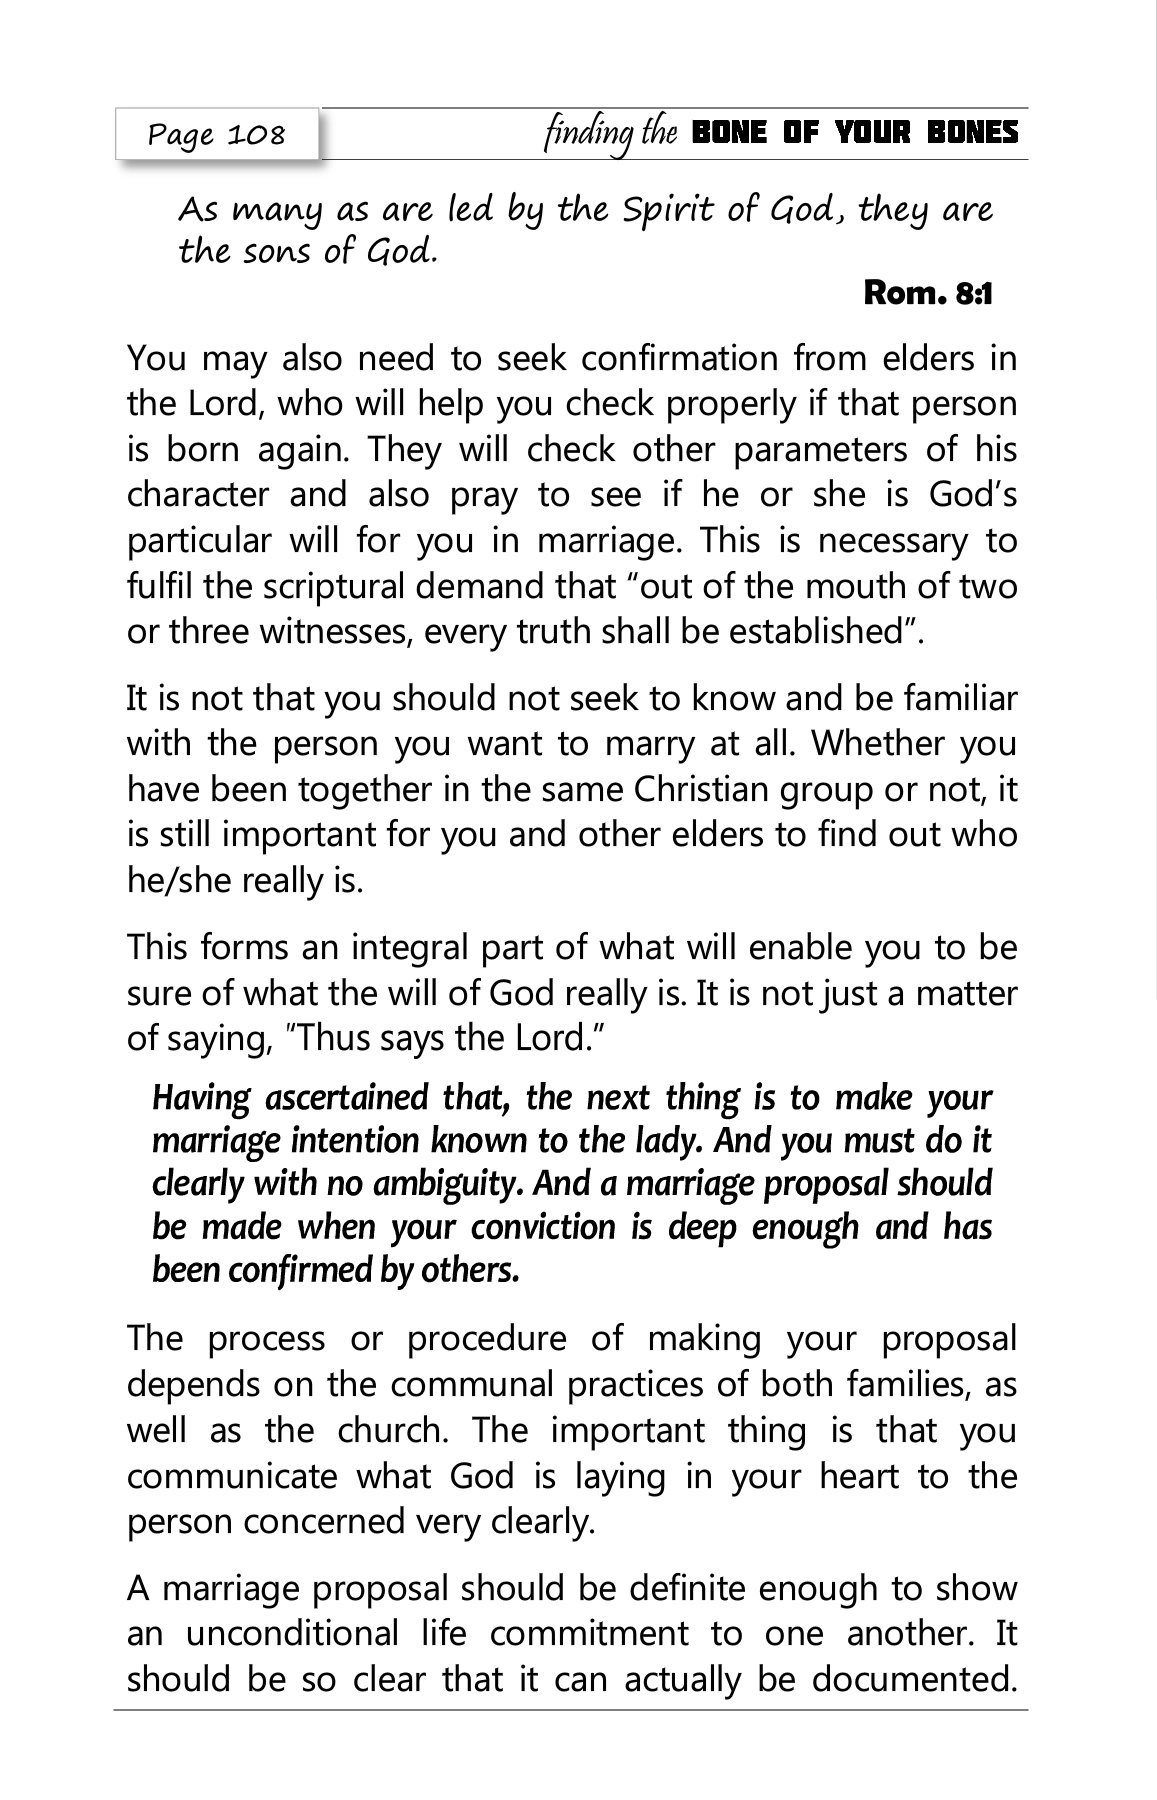 Page 108
finding the BONE OF YOUR BONES
As many as are led by the Spirit of God, they are
the sons of God.
Rom. 8:1
You may also need to seek confirmation from elders in
the Lord, who will help you check properly if that person
is born again. They will check other parameters of his
character and also pray to see if he or she is God’s
particular will for you in marriage. This is necessary to
fulfil the scriptural demand that “out of the mouth of two
or three witnesses, every truth shall be established”.
It is not that you should not seek to know and be familiar
with the person you want to marry at all. Whether you
have been together in the same Christian group or not, it
is still important for you and other elders to find out who
he/she really is.
This forms an integral part of what will enable you to be
sure of what the will of God really is. It is not just a matter
of saying, "Thus says the Lord.”
Having ascertained that, the next thing is to make your
marriage intention known to the lady. And you must do it
clearly with no ambiguity. And a marriage proposal should
be made when your conviction is deep enough and has
been confirmed by others.
The process or procedure of making your proposal
depends on the communal practices of both families, as
well as the church. The important thing is that you
communicate what God is laying in your heart to the
person concerned very clearly.
A marriage proposal should be definite enough to show
an unconditional life commitment to one another. It
should be so clear that it can actually be documented.